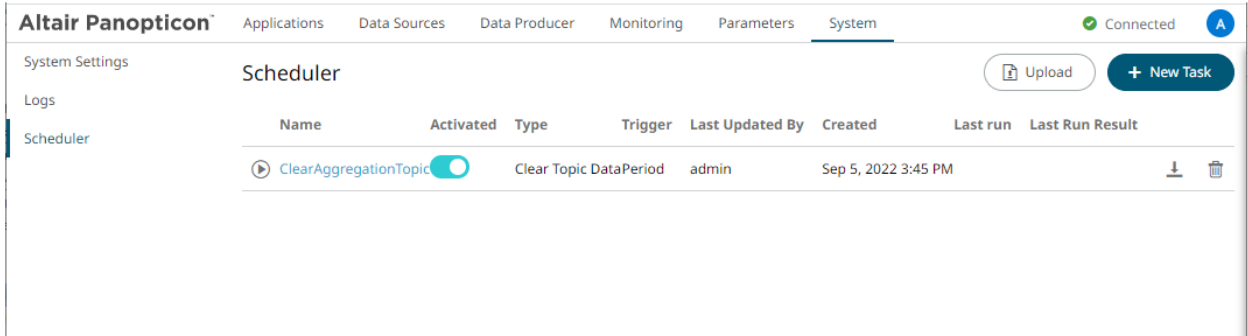 Altair Panopticon™ Applications Data Sources Data Producer Monitoring Parameters System Connected A
System Settings
Logs
Scheduler
Scheduler Upload + New Task
Name Activated Type Trigger Last Updated By Created Last run Last Run Result
ClearAggregationTopic Clear Topic DataPeriod admin Sep 5, 2022 3:45 PM